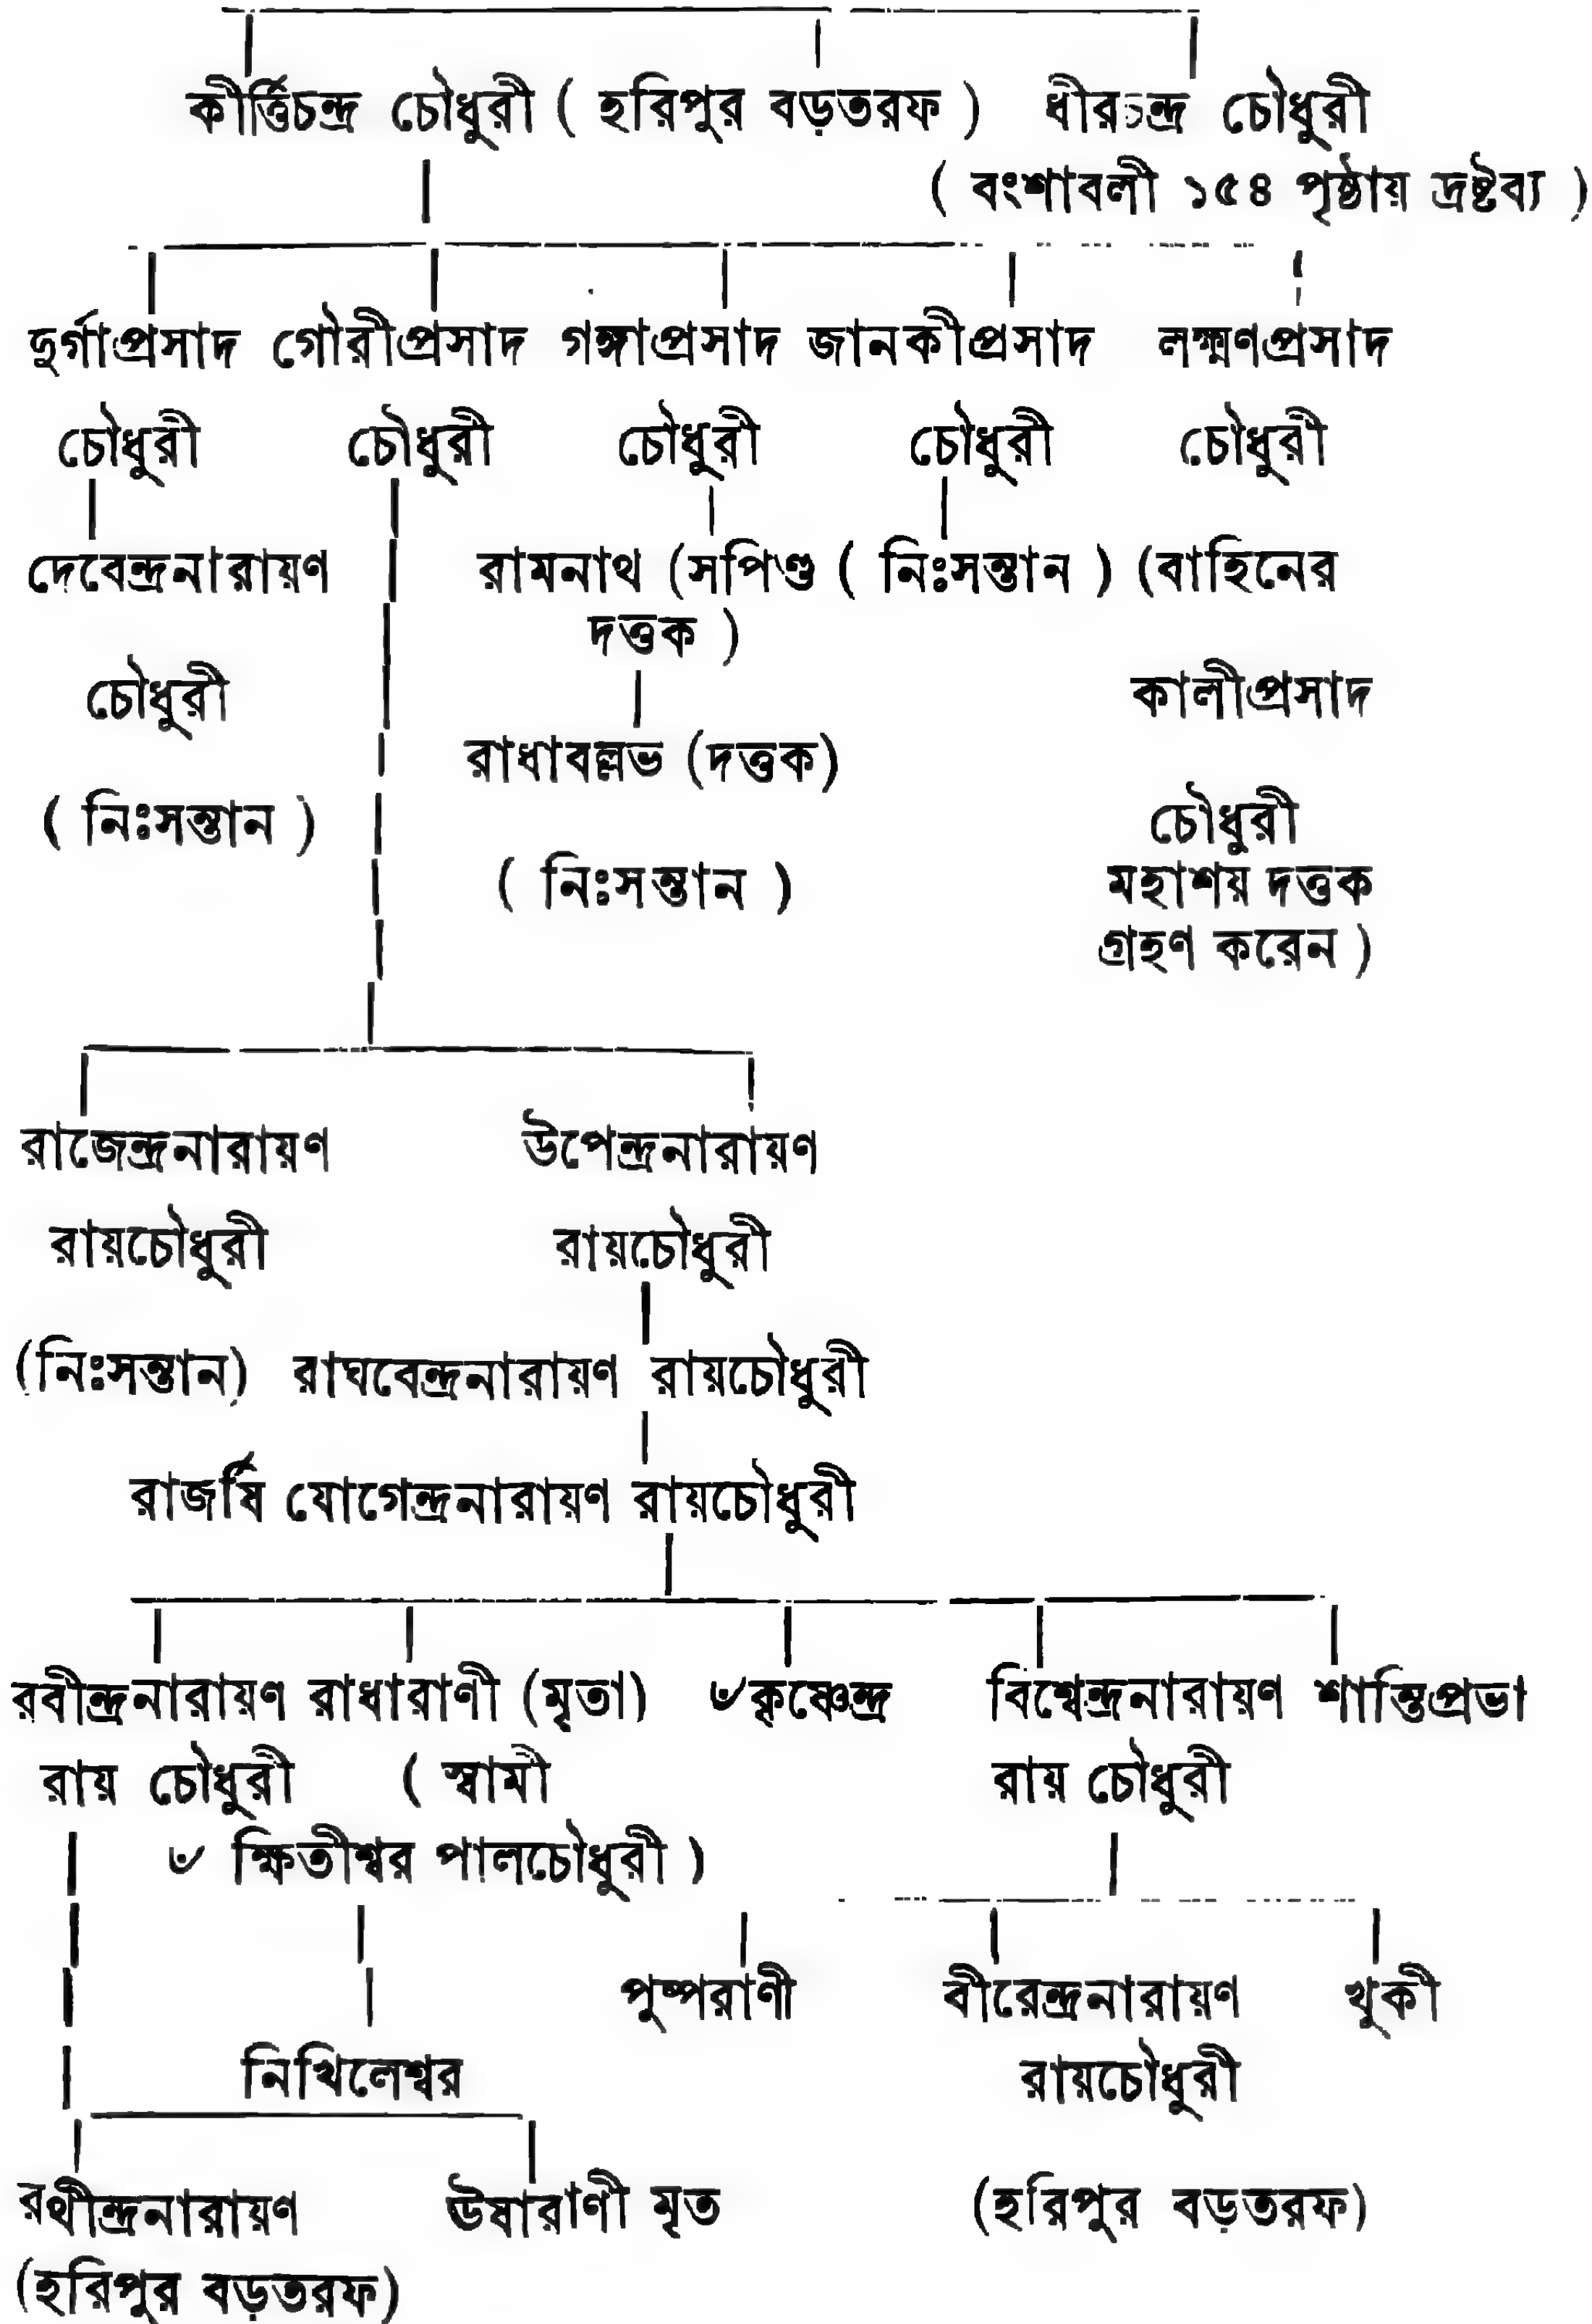 কীর্ত্তিচন্দ্র চৌধুরী ( হরিপুর বড়তরফ ) ধীরচন্দ্র চৌধুরী
( বংশাবলী ১৫৪ পৃষ্ঠায় দ্রষ্টব্য )
দুর্গাপ্রসাদ গৌরীপ্রসাদ গঙ্গাপ্রসাদ জানকীপ্রসাদ লক্ষ্মণপ্রসাদ
চৌধুরী চৌধুরী চৌধুরী চৌধুরী চৌধুরী
দেবেন্দ্রনারায়ণ রামনাথ (সপিণ্ড ( নিঃসন্তান ) (বাহিনের
দত্তক )
চৌধুরী কালীপ্রসাদ
রাধাবল্লভ (দত্তক)
( নিঃসন্তান ) চৌধুরী
( নিঃসন্তান ) মহাশয় দত্তক
গ্রহণ করেন )
রাজেন্দ্রনারায়ণ উপেন্দ্রনারায়ণ
রায়চৌধুরী রায়চৌধুরী
(নিঃসন্তান) রাঘবেন্দ্রনারায়ণ রায়চৌধুরী
রাজর্ষি যোগেন্দ্রনারায়ণ রায়চৌধুরী
রবীন্দ্রনারায়ণ রাধারাণী (মৃতা) ৺কৃষ্ণেন্দ্র বিশ্বেন্দ্রনারায়ণ শান্তিপ্রভা
রায় চৌধুরী ( স্বামী রায় চৌধুরী
৺ ক্ষিতীশ্বর পালচৌধুরী )
পুষ্পরাণী বীরেন্দ্রনারায়ণ খুকী
নিখিলেশ্বর রায়চৌধুরী
রথীন্দ্রনারায়ণ ঊষারাণী মৃত (হরিপুর বড়তরফ)
(হরিপুর বড়তরফ)